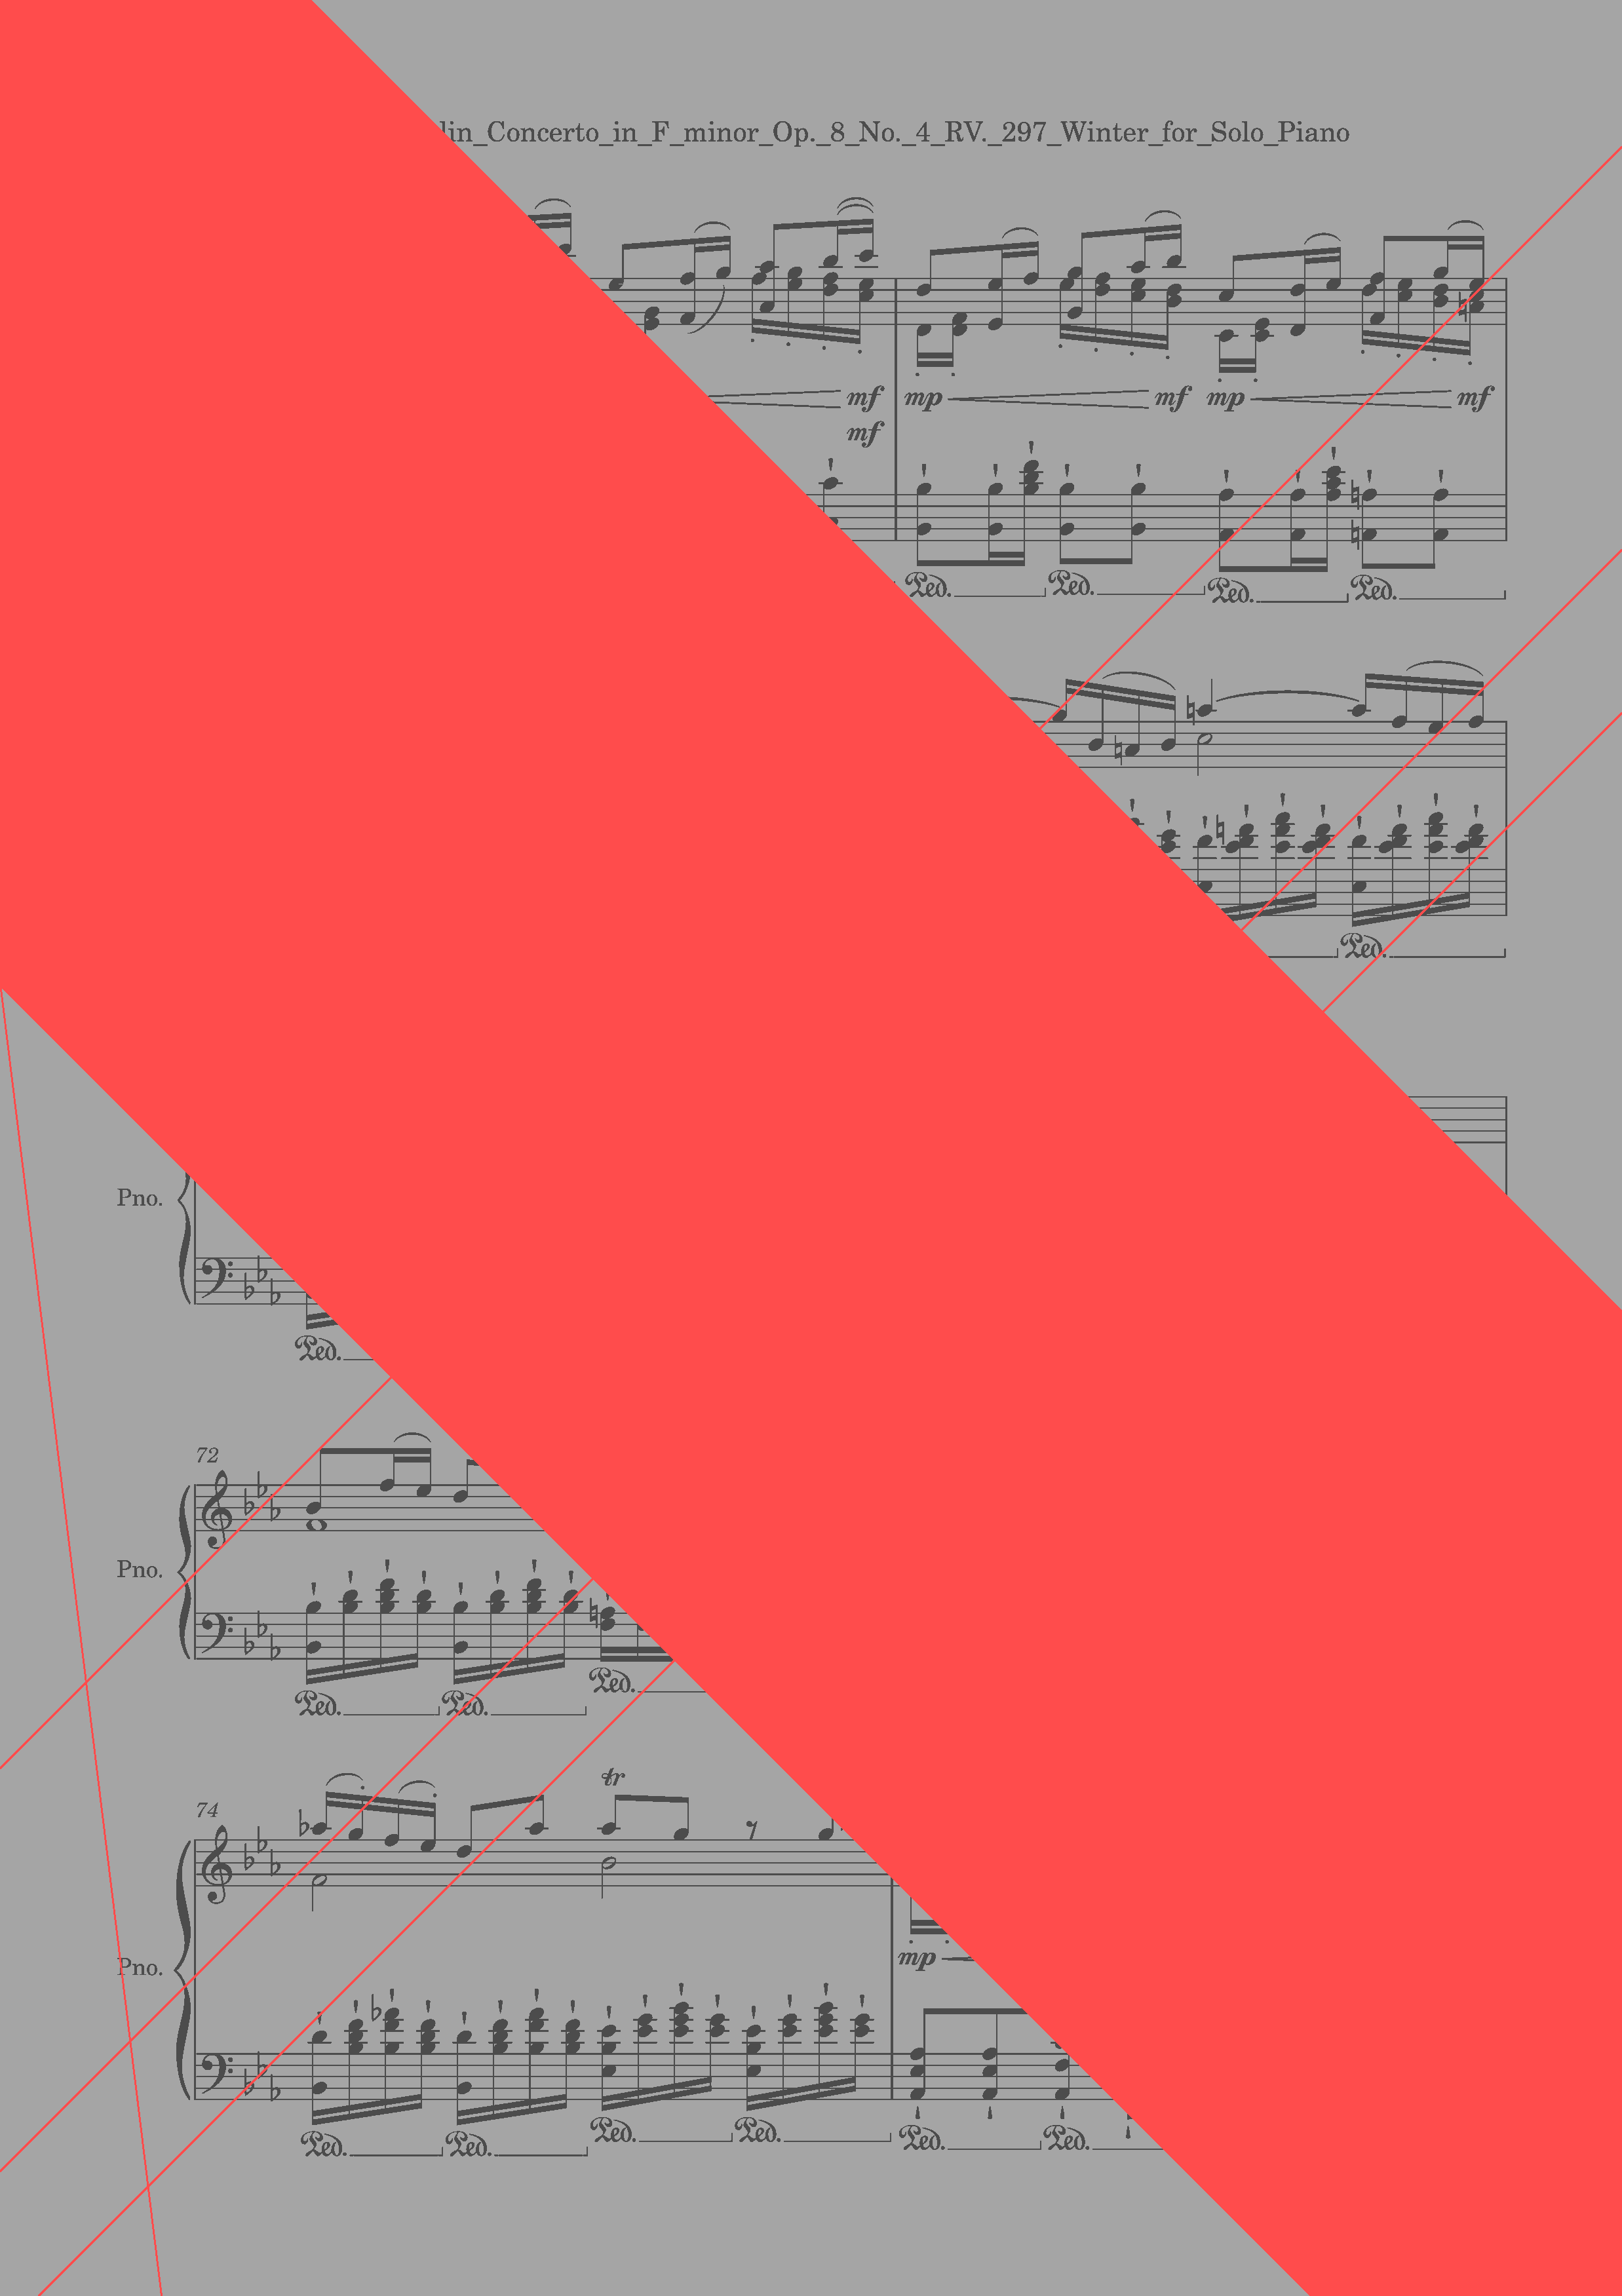 lin_Concerto_in_F_minor_Op._8_No._4_RV._297_Winter_for_Solo_Piano
mf mp mf mp mf
mf
Ped. Ped. Ped. Ped.
Ped.
Pno.
Ped.
72
Pno.
Ped. Ped. Ped.
tr
74
Pno.
mp
Ped. Ped. Ped. Ped. Ped. Ped.